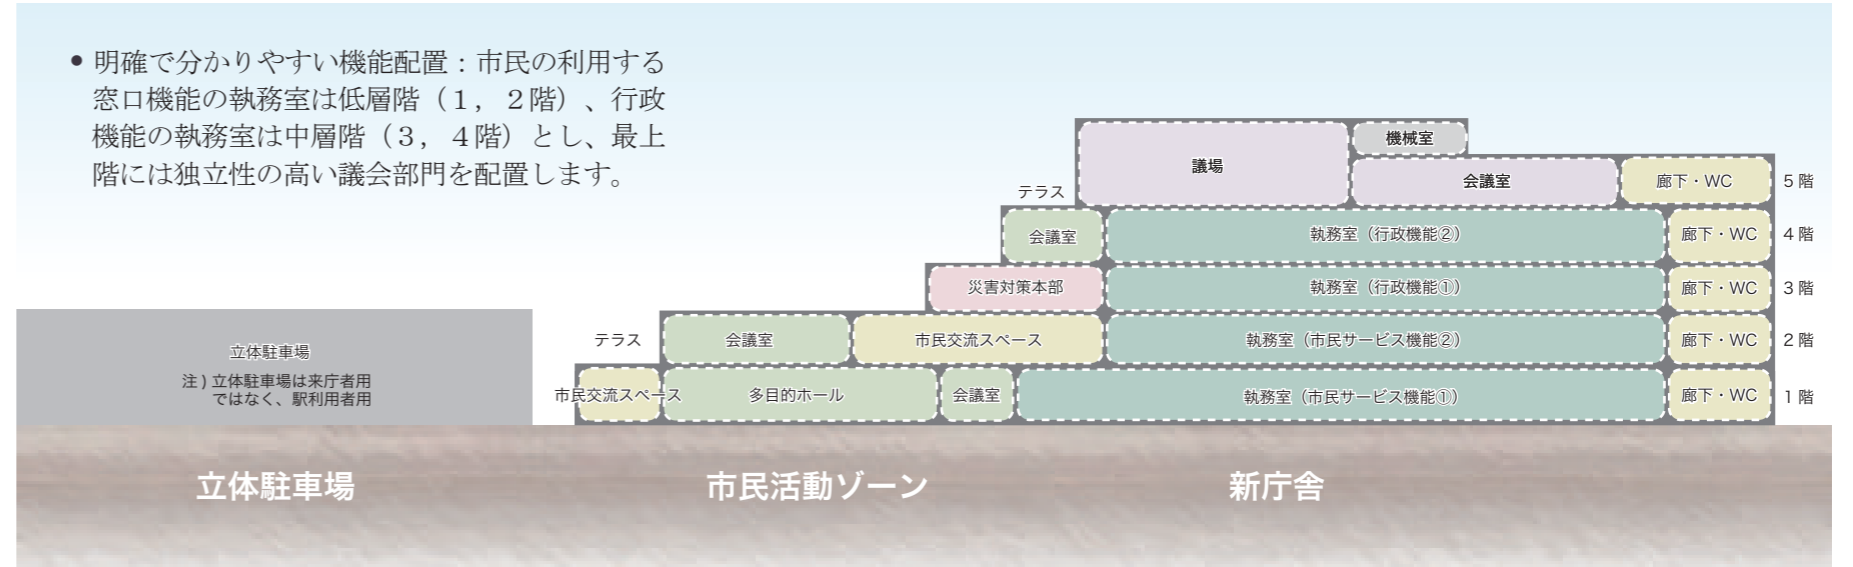 • 明確で分かりやすい機能配置：市民の利用する
窓口機能の執務室は低層階（１，２階）、行政
機能の執務室は中層階（３，４階）とし、最上
階には独立性の高い議会部門を配置します。
機械室
議場
会議室
廊下・WC
5 階
テラス
会議室
執務室（行政機能②）
廊下・WC
4 階
災害対策本部
執務室（行政機能①）
廊下・WC
3 階
テラス
会議室
市民交流スペース
執務室（市民サービス機能②）
廊下・WC
2 階
市民交流スペース
多目的ホール
会議室
執務室（市民サービス機能①）
廊下・WC
1 階
立体駐車場
注 ) 立体駐車場は来庁者用
ではなく、駅利用者用
立体駐車場
市民活動ゾーン
新庁舎